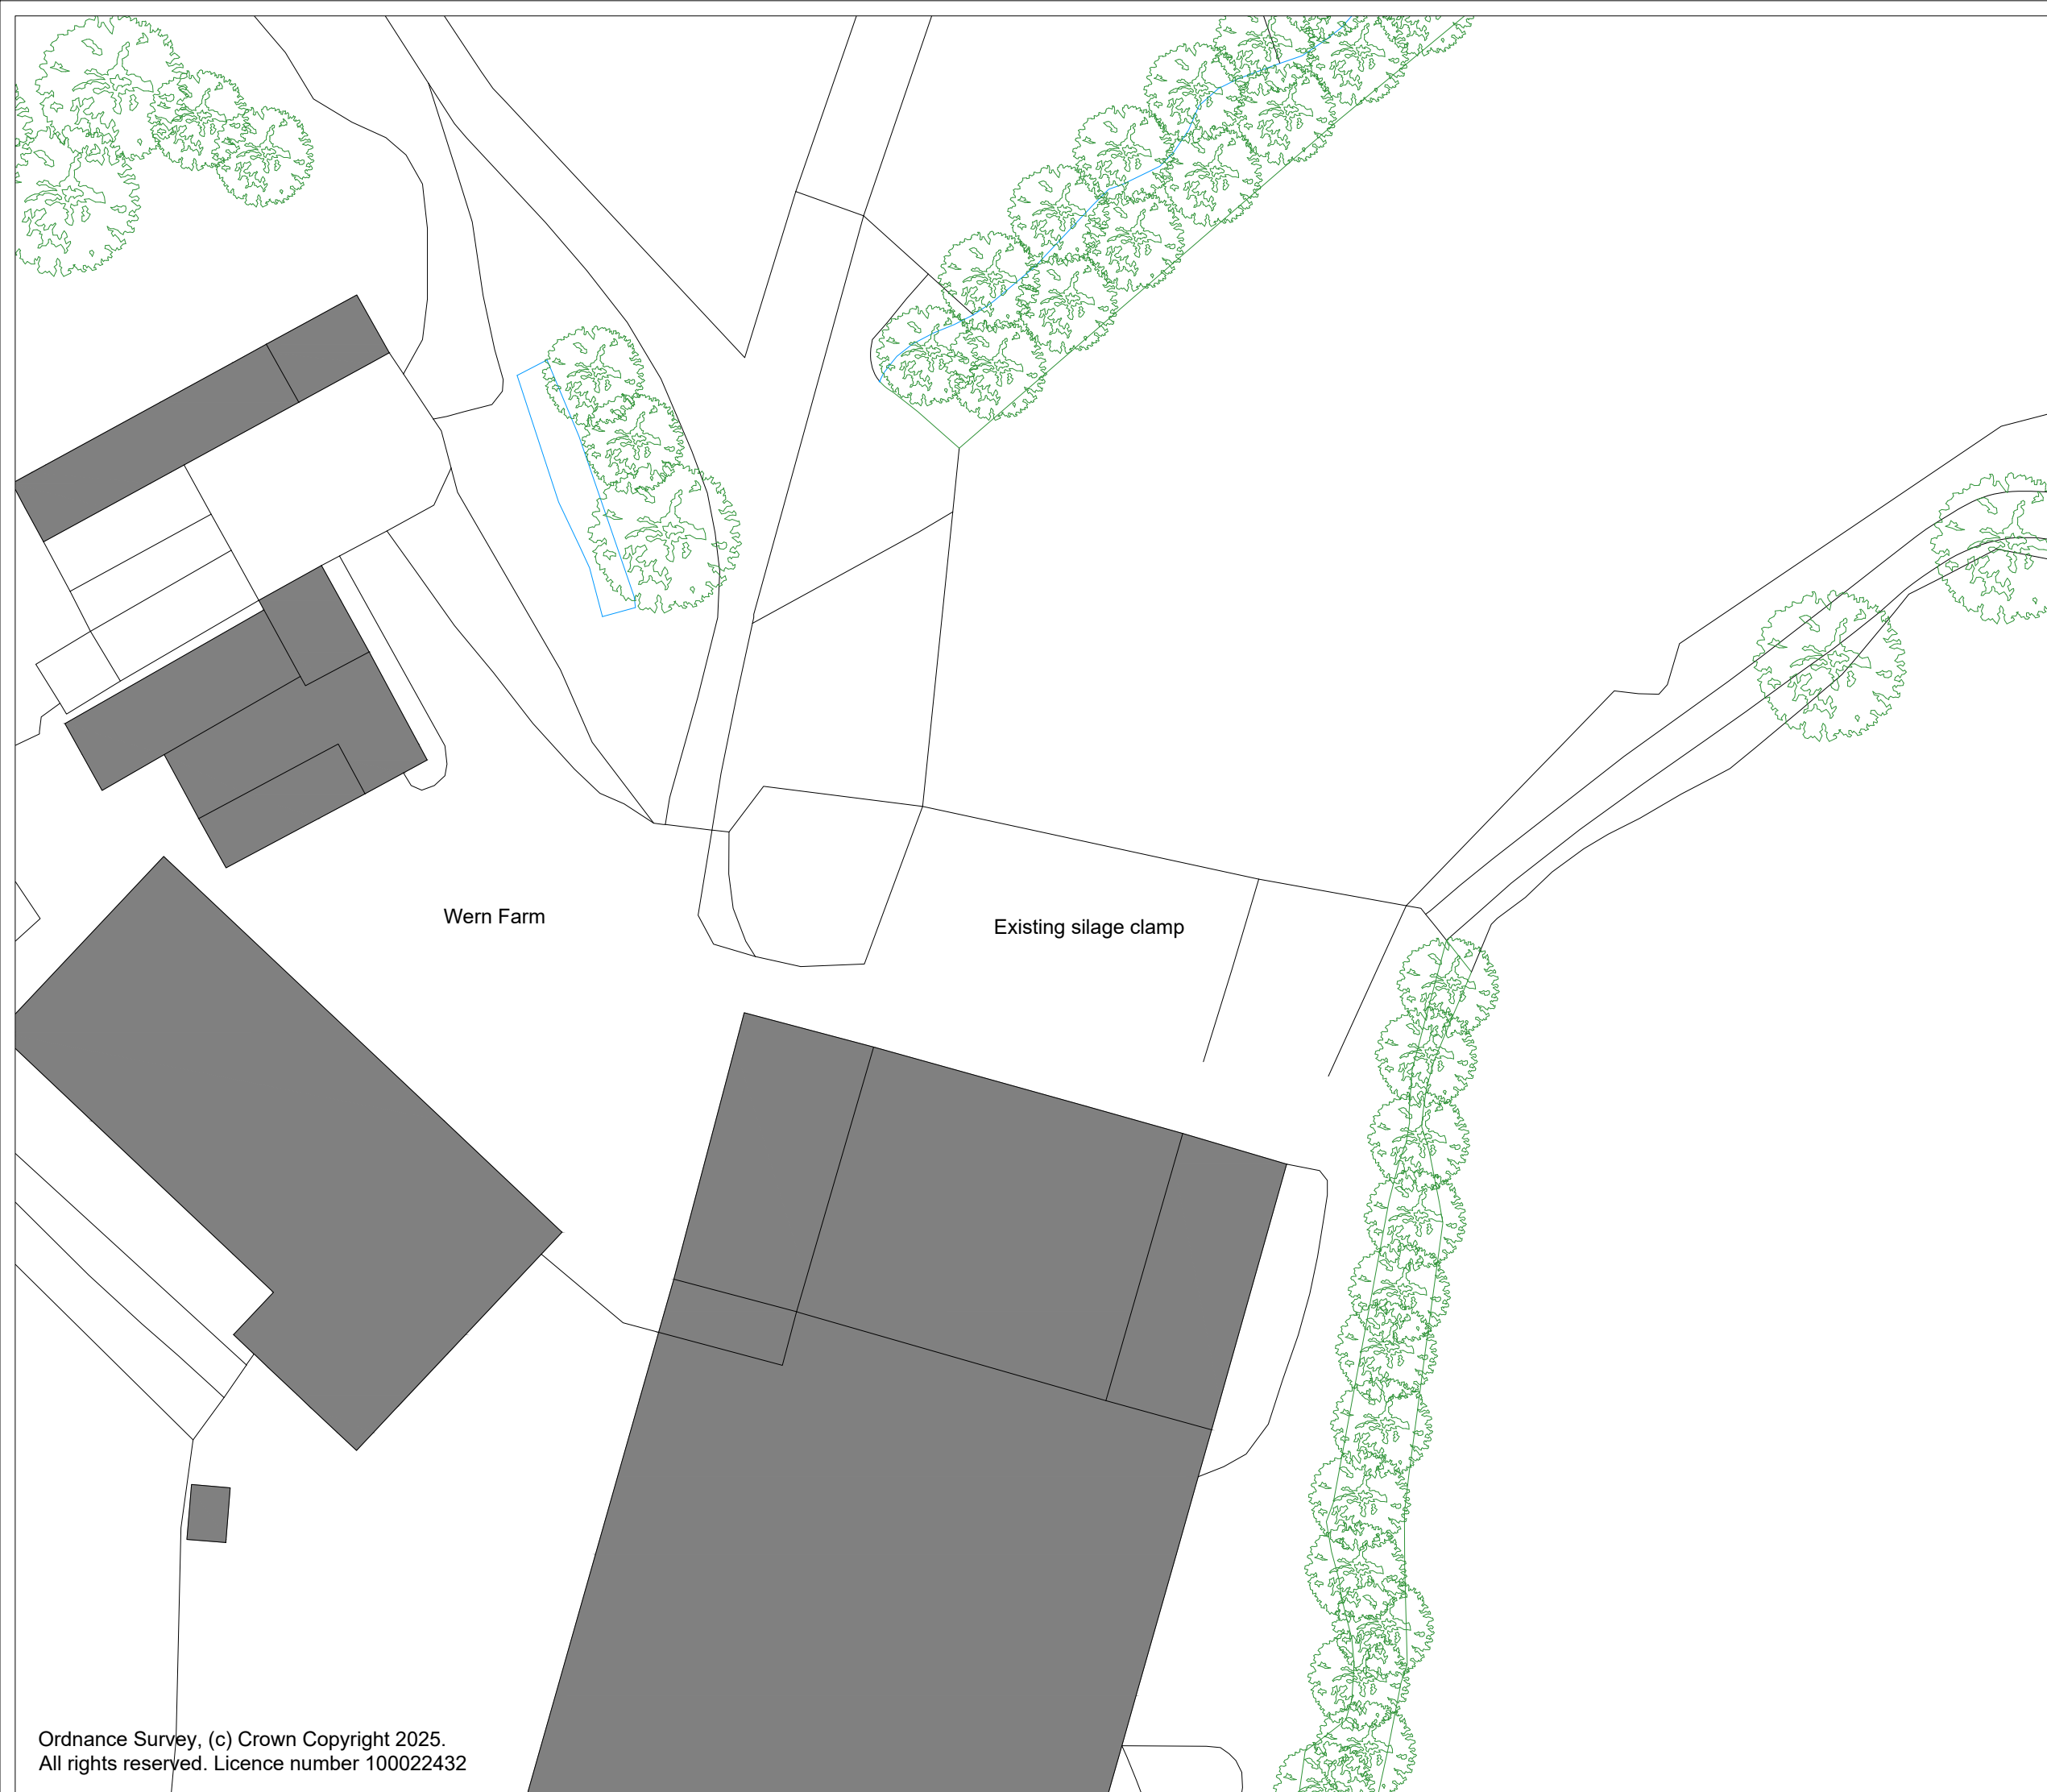 Wern Farm
Existing silage clamp
Ordnance Survey, (c) Crown Copyright 2025.
All rights reserved. Licence number 100022432